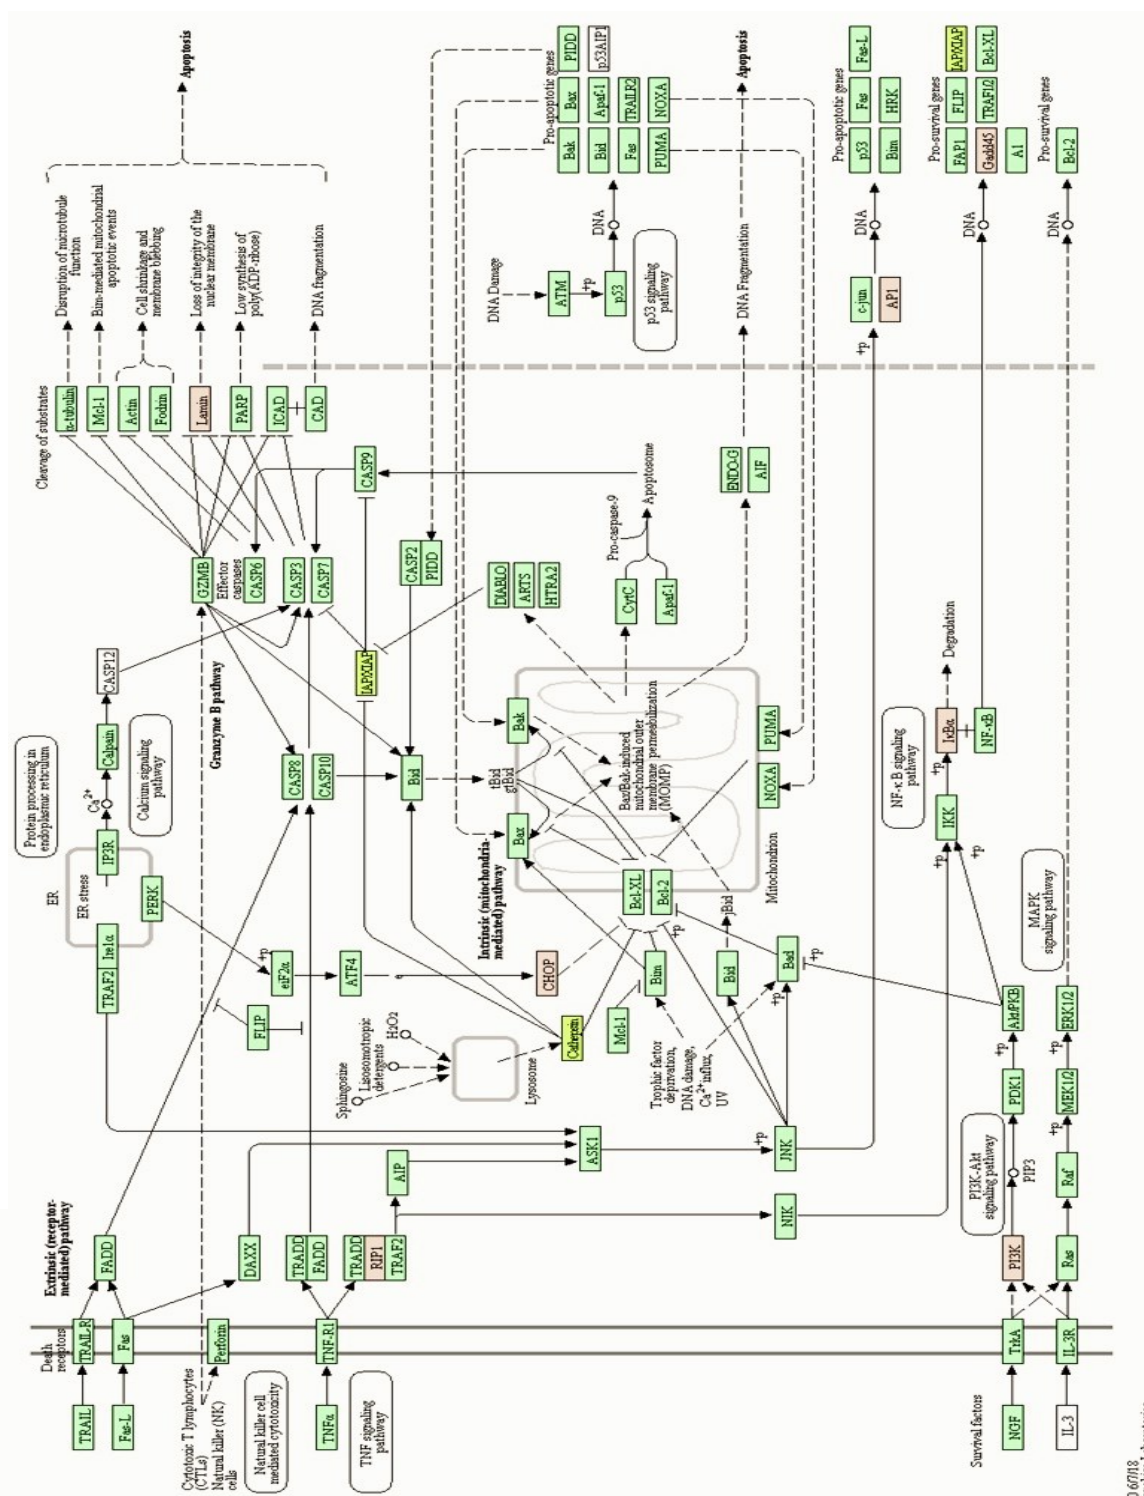 TRAIL
Fas-L
Cytotoxic T lymphocytes
(CTLs)
Natural killer (NK)
cells
Natural killer cell
mediated cytotoxicity
TNFα
TNF signaling
pathway
Survival factors
NGF
IL-3
Death
receptors
TRAIL-R
Fas
Perforin
TNF-R1
TrkA
IL-3R
Extrinsic (receptor-
mediated) pathway
FADD
DAXX
TRADD
FADD
TRADD
RIP1
TRAF2
AIP
NIK
PI3K
Ras
PI3K-Akt
signaling pathway
PIP3
Raf
+p
ASK1
JNK
+p
PDK1
+p
MEK1/2
+p
Akt/PKB
ERK1/2
MAPK
signaling pathway
Sphingosine
Lisosomotropic
detergents
H2O2
Lysosome
Cathepsin
FLIP
Mcl-1
Trophic factor
deprivation,
DNA damage,
Ca2+ influx,
UV
TRAF2
Ire1α
ER
ER stress
IP3R
PERK
+p
eIF2α
ATF4
CHOP
Bim
Bid
+p
Bad
+p
+p
jBid
Protein processing in
endoplasmic reticulum
Ca2+
Calpain
Calcium signaling
pathway
CASP12
CASP8
CASP10
Bid
Granzyme B pathway
Intrinsic (mitochondria-
mediated) pathway
Bax
Bak
tBid
gtBid
Bcl-XL
Bcl-2
Bax/Bak-induced
mitochondrial outer
membrane permeabilization
(MOMP)
Mitochondrion
NOXA
PUMA
NF-κB signaling
pathway
+p
+p
IKK
+p
IκBα
NF-κB
Degradation
IAP/XIAP
GZMB
Effector
caspases
CASP6
CASP3
CASP7
CASP2
PIDD
DIABLO
ARTS
HTRA2
CytC
Apaf-1
Pro-caspase-9
Apoptosome
CASP9
ENDO-G
AIF
Cleavage of substrates
α-tubulin
Mcl-1
Actin
Fodrin
Lamin
PARP
ICAD
CAD
Disruption of microtubule
function
Bim-mediated mitochondrial
apoptotic events
Cell shrinkage and
membrane blebbing
Loss of integrity of the
nuclear membrane
Low synthesis of
poly(ADP-ribose)
DNA fragmentation
Apoptosis
DNA Damage
ATM
+p
p53
p53 signaling
pathway
DNA
Pro-apoptotic genes
Bak
Bax
PIDD
Bid
Apaf-1
p53AIP1
Fas
TRAILR2
PUMA
NOXA
DNA Fragmentation
Apoptosis
+p
c-jun
AP1
DNA
Pro-apoptotic genes
p53
Fas
Fas-L
Bim
HRK
DNA
Pro-survival genes
FAP1
FLIP
IAP/XIAP
Gadd45
TRAF1/2
Bcl-XL
A1
DNA
Pro-survival genes
Bcl-2